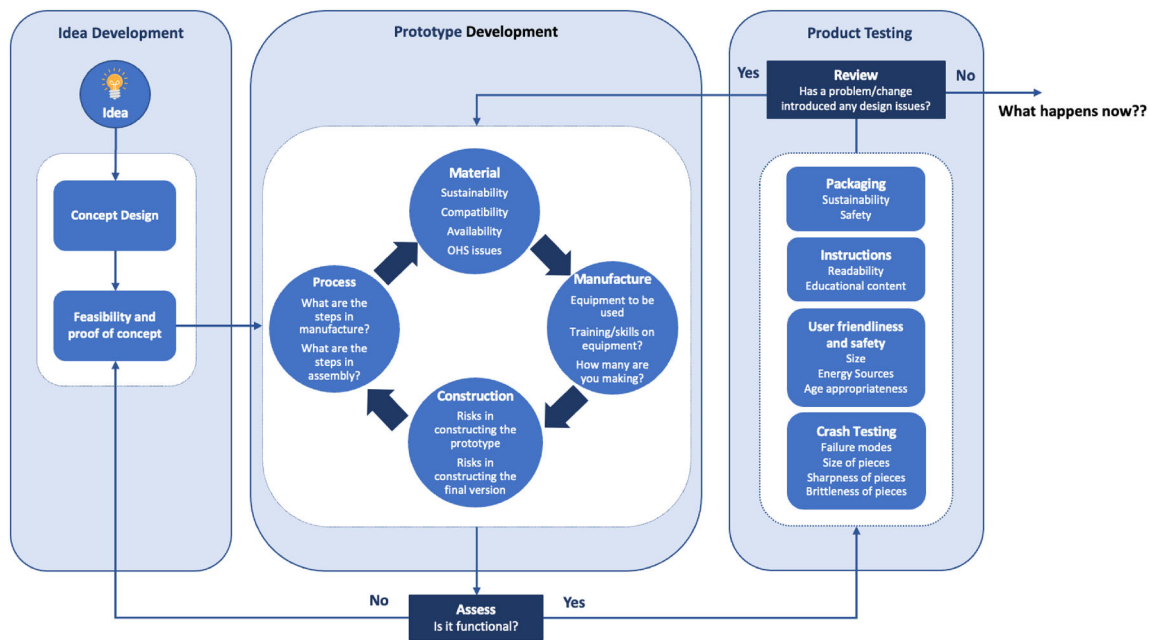 Idea Development
Idea
Concept Design
Feasibility and
proof of concept
Prototype Development
Material
Sustainability
Compatibility
Availability
OHS issues
Manufacture
Equipment to be
used
Training/skills on
equipment?
How many are
you making?
Construction
Risks in
constructing the
prototype
Risks in
constructing the
final version
Process
What are the
steps in
manufacture?
What are the
steps in
assembly?
Assess
Is it functional?
No
Yes
Product Testing
Review
Has a problem/change
introduced any design issues?
Yes
No
What happens now??
Packaging
Sustainability
Safety
Instructions
Readability
Educational content
User friendliness
and safety
Size
Energy Sources
Age appropriateness
Crash Testing
Failure modes
Size of pieces
Sharpness of pieces
Brittleness of pieces